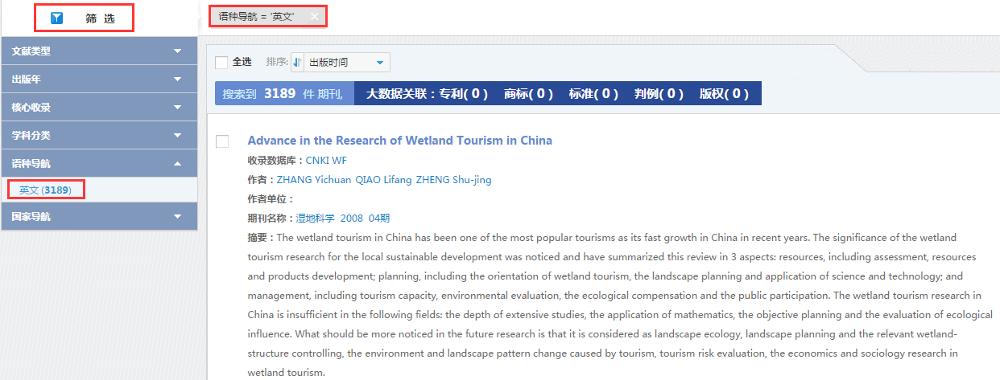 筛 选
语种导航 = '英文'
文献类型
出版年
核心收录
学科分类
语种导航
英文 (3189)
国家导航
全选 排序: 出版时间
搜索到 3189 件 期刊, 大数据关联：专利( 0 ) 商标( 0 ) 标准( 0 ) 判例( 0 ) 版权( 0 )
Advance in the Research of Wetland Tourism in China
收录数据库：CNKI WF
作者：ZHANG Yichuan QIAO Lifang ZHENG Shu-jing
作者单位：
期刊名称：湿地科学 2008 04期
摘要：The wetland tourism in China has been one of the most popular tourisms as its fast growth in China in recent years. The significance of the wetland
tourism research for the local sustainable development was noticed and have summarized this review in 3 aspects: resources, including assessment, resources
and products development; planning, including the orientation of wetland tourism, the landscape planning and application of science and technology; and
management, including tourism capacity, environmental evaluation, the ecological compensation and the public participation. The wetland tourism research in
China is insufficient in the following fields: the depth of extensive studies, the application of mathematics, the objective planning and the evaluation of ecological
influence. What should be more noticed in the future research is that it is considered as landscape ecology, landscape planning and the relevant wetland-
structure controlling, the environment and landscape pattern change caused by tourism, tourism risk evaluation, the economics and sociology research in
wetland tourism.